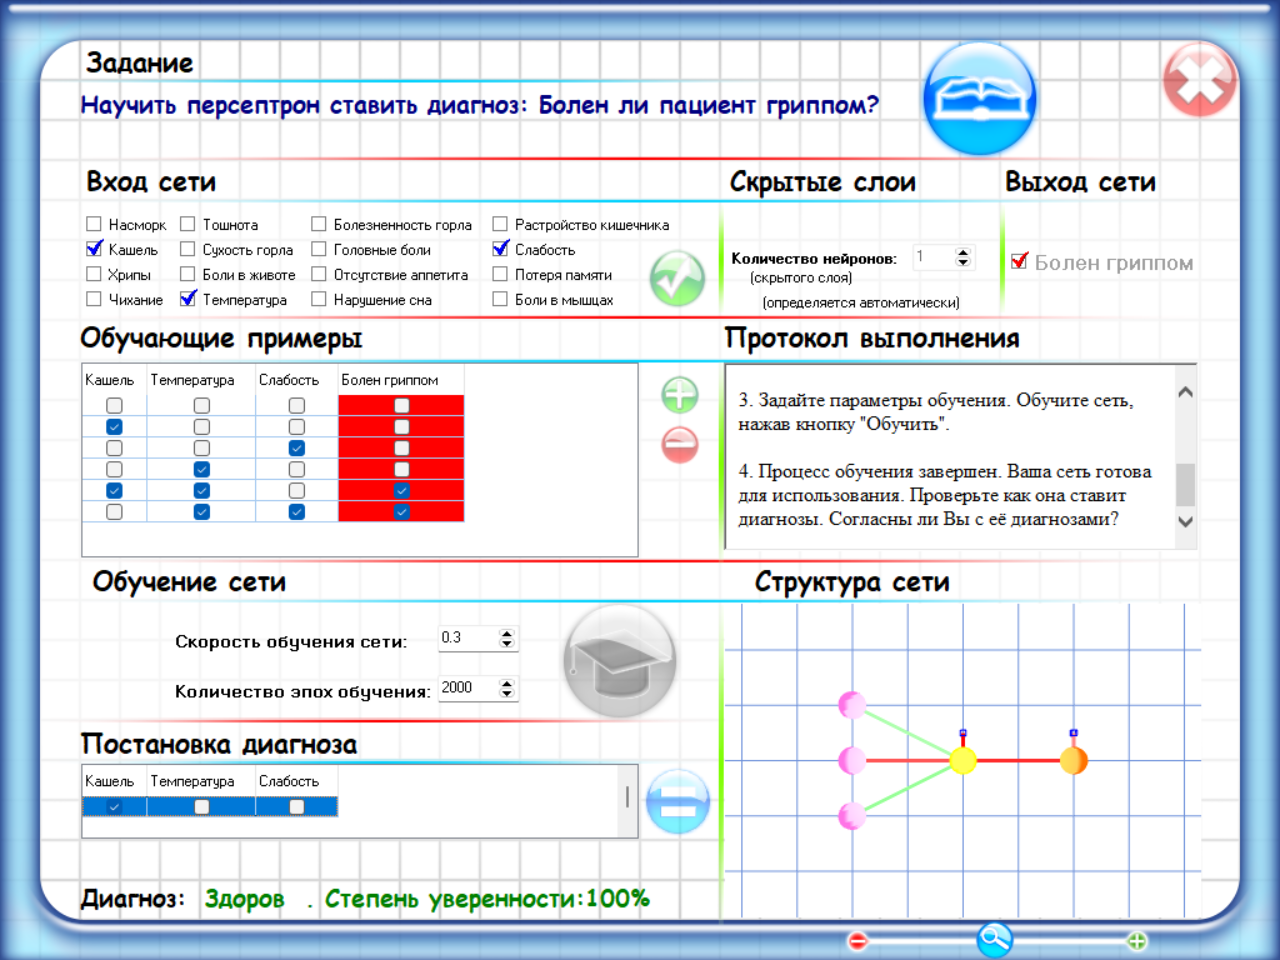 Задание
Научить персептрон ставить диагноз: Болен ли пациент гриппом?
Вход сети
Насморк Тошнота Болезненность горла Растройство кишечника
Кашель Сухость горла Головные боли Слабость
Хрипы Боли в животе Отсутствие аппетита Потеря памяти
Чихание Температура Нарушение сна Боли в мышцах
Скрытые слои
Количество нейронов: 1
(скрытого слоя)
(определяется автоматически)
Выход сети
Болен гриппом
Обучающие примеры
Кашель Температура Слабость Болен гриппом
Протокол выполнения
3. Задайте параметры обучения. Обучите сеть,
нажав кнопку "Обучить".
4. Процесс обучения завершен. Ваша сеть готова
для использования. Проверьте как она ставит
диагнозы. Согласны ли Вы с её диагнозами?
Обучение сети
Скорость обучения сети: 0.3
Количество эпох обучения: 2000
Структура сети
Постановка диагноза
Кашель Температура Слабость
Диагноз: Здоров . Степень уверенности:100%